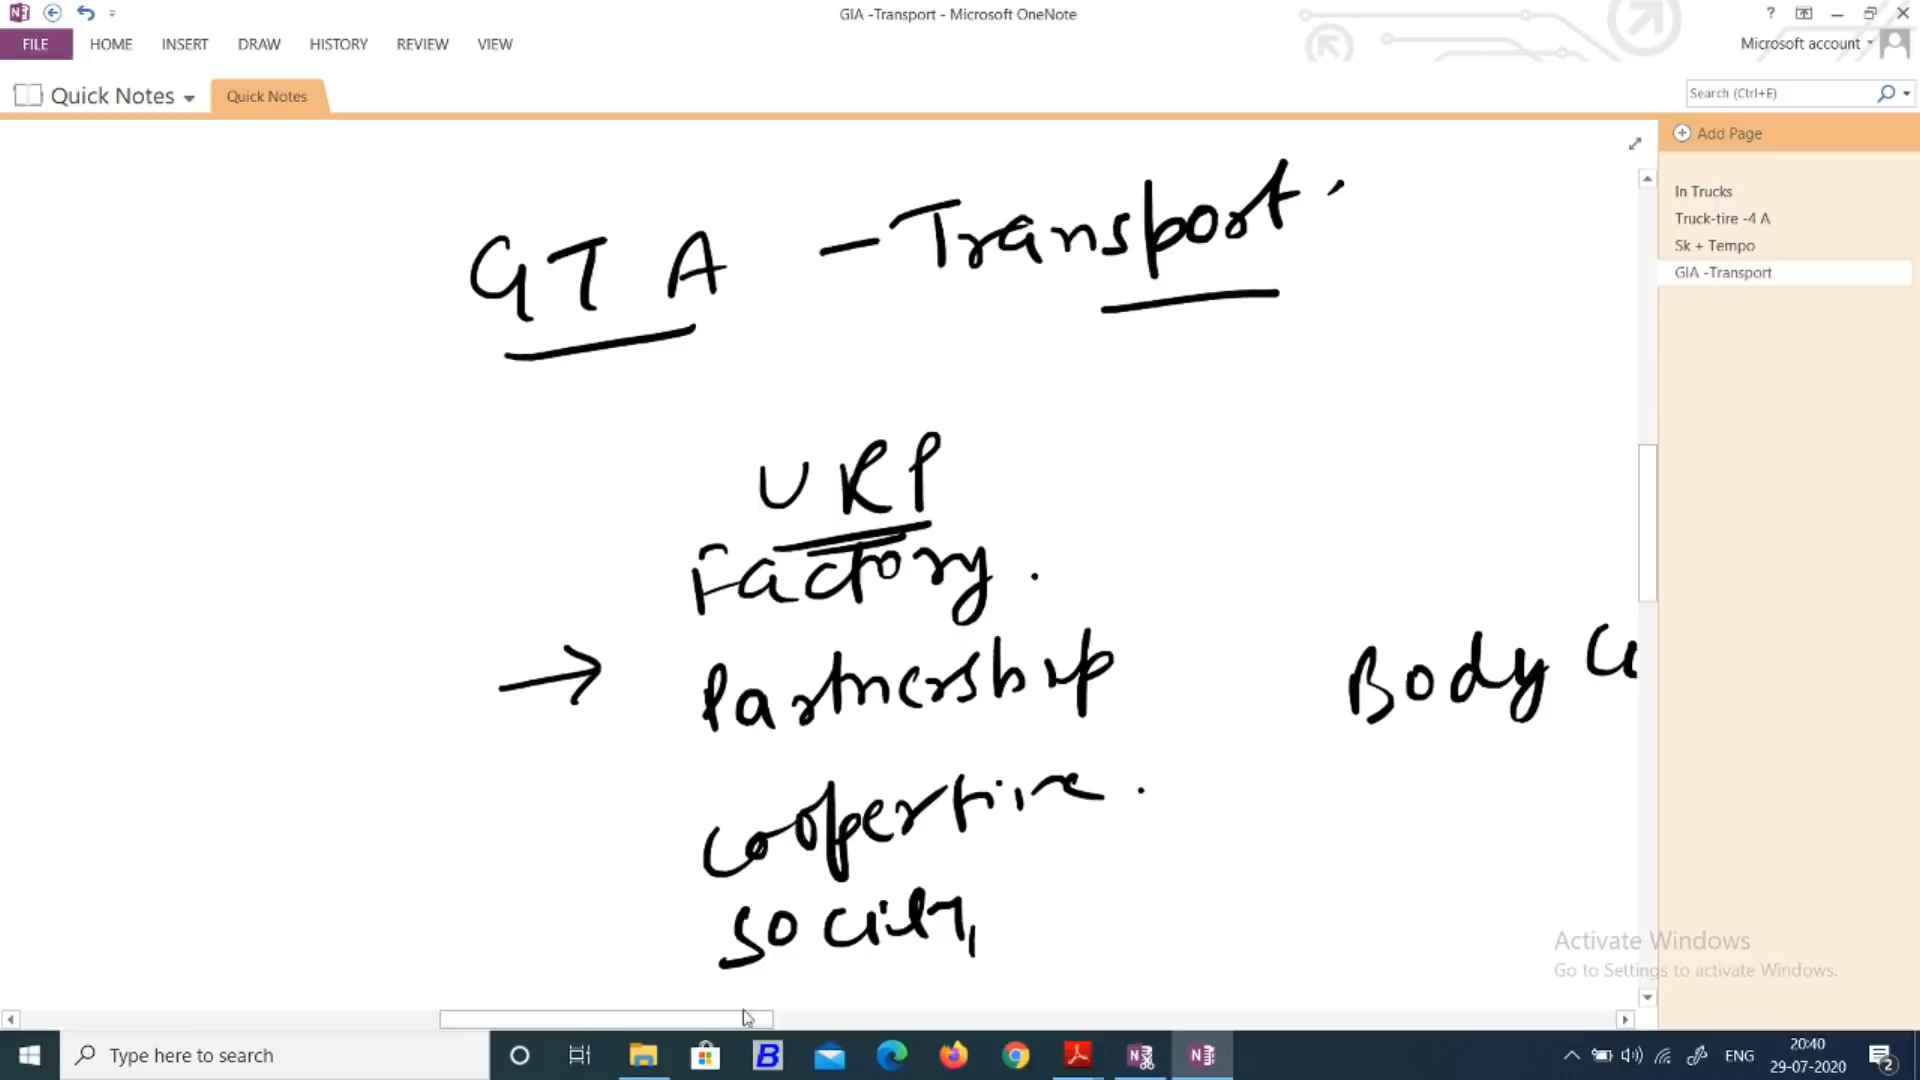 GIA -Transport - Microsoft OneNote
?
FILE HOME INSERT DRAW HISTORY REVIEW VIEW
Microsoft account
Quick Notes
Quick Notes
Search (Ctrl+E)
Add Page
In Trucks
Truck-tire -4 A
Sk + Tempo
GIA -Transport
GTA - Transport
URP
Factory.
→ Partnership
Body
Coopertive.
Activate Windows
Go to Settings to activate Windows.
Type here to search
ENG
20:40
29-07-2020
2